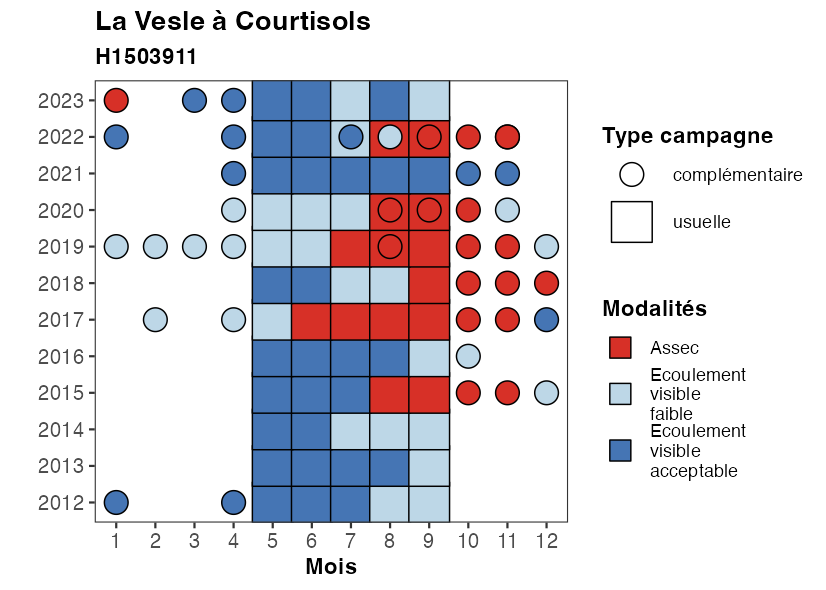 La Vesle à Courtisols
H1503911
2023
2022
2021
2020
2019
2018
2017
2016
2015
2014
2013
2012
1 2 3 4 5 6 7 8 9 10 11 12
Mois
Type campagne
complémentaire
usuelle
Modalités
Assec
Ecoulement
visible
faible
Ecoulement
visible
acceptable